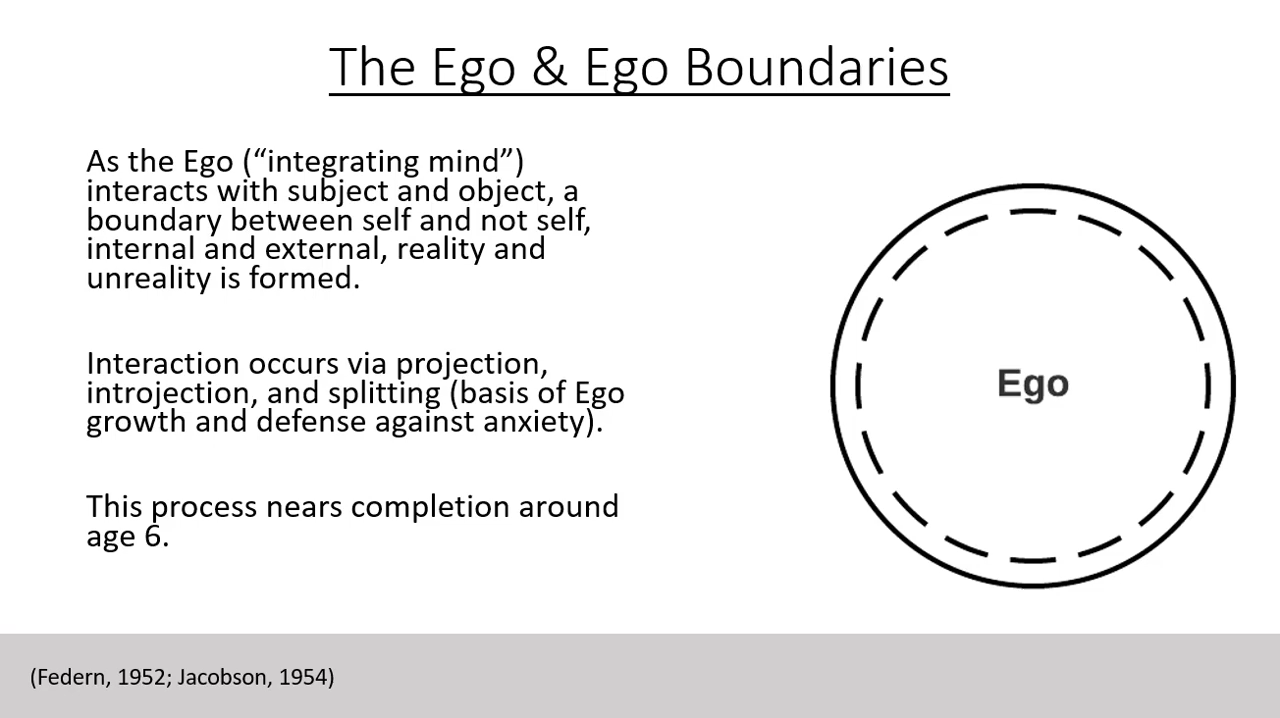 The Ego & Ego Boundaries
As the Ego (“integrating mind”)
interacts with subject and object, a
boundary between self and not self,
internal and external, reality and
unreality is formed.
Interaction occurs via projection,
introjection, and splitting (basis of Ego
growth and defense against anxiety).
This process nears completion around
age 6.
Ego
(Federn, 1952; Jacobson, 1954)